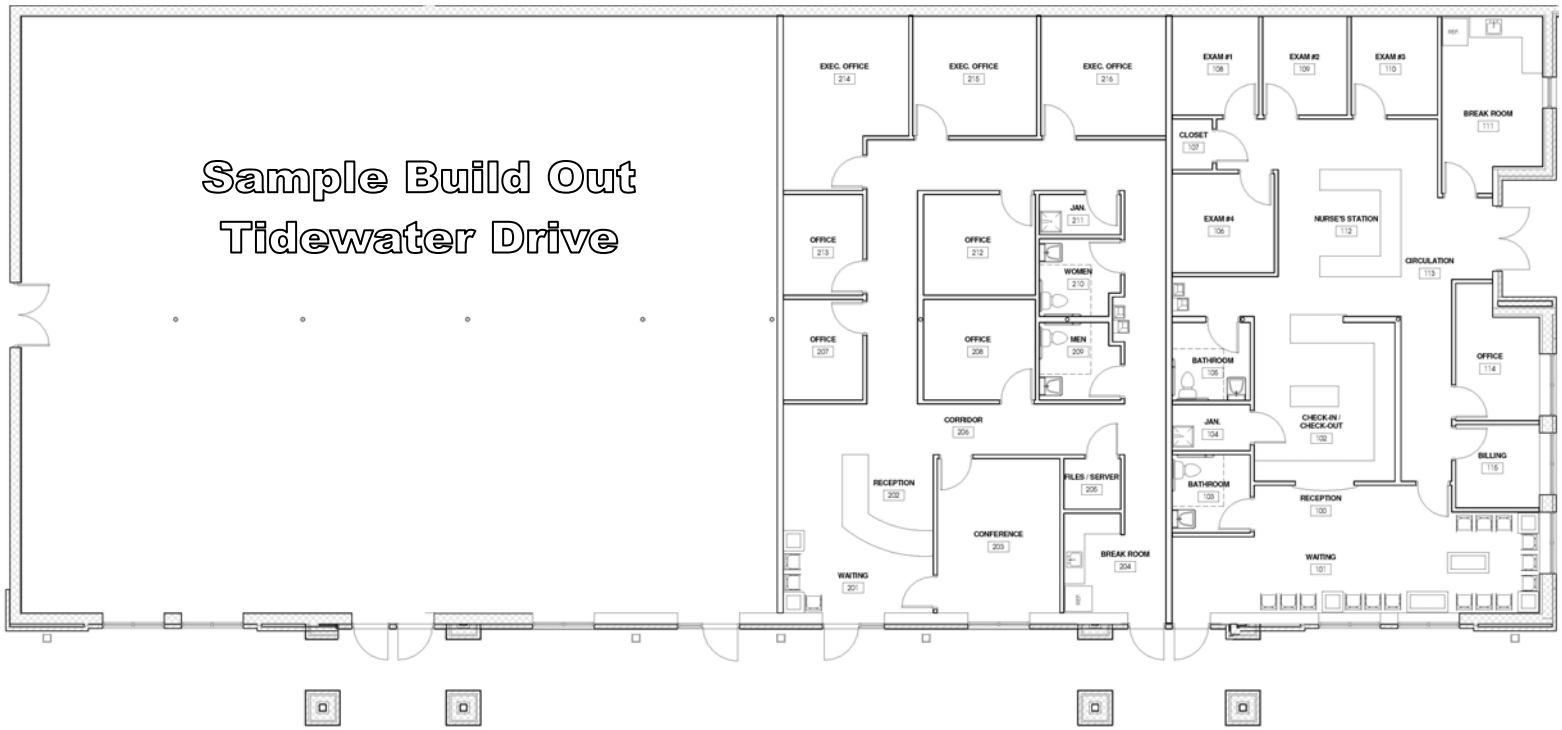 Sample Build Out
Tidewater Drive
EXEC. OFFICE
214
EXEC. OFFICE
215
EXEC. OFFICE
216
EXAM #1
108
EXAM #2
109
EXAM #3
110
REF.
BREAK ROOM
111
CLOSET
107
EXAM #4
106
NURSE'S STATION
112
CIRCULATION
113
OFFICE
213
OFFICE
212
JAN.
211
WOMEN
210
OFFICE
207
OFFICE
208
MEN
209
BATHROOM
105
OFFICE
114
CORRIDOR
206
JAN.
104
CHECK-IN /
CHECK-OUT
102
BILLING
115
RECEPTION
202
FILES / SERVER
205
BATHROOM
103
RECEPTION
100
CONFERENCE
203
BREAK ROOM
204
WAITING
201
WAITING
101
REF.